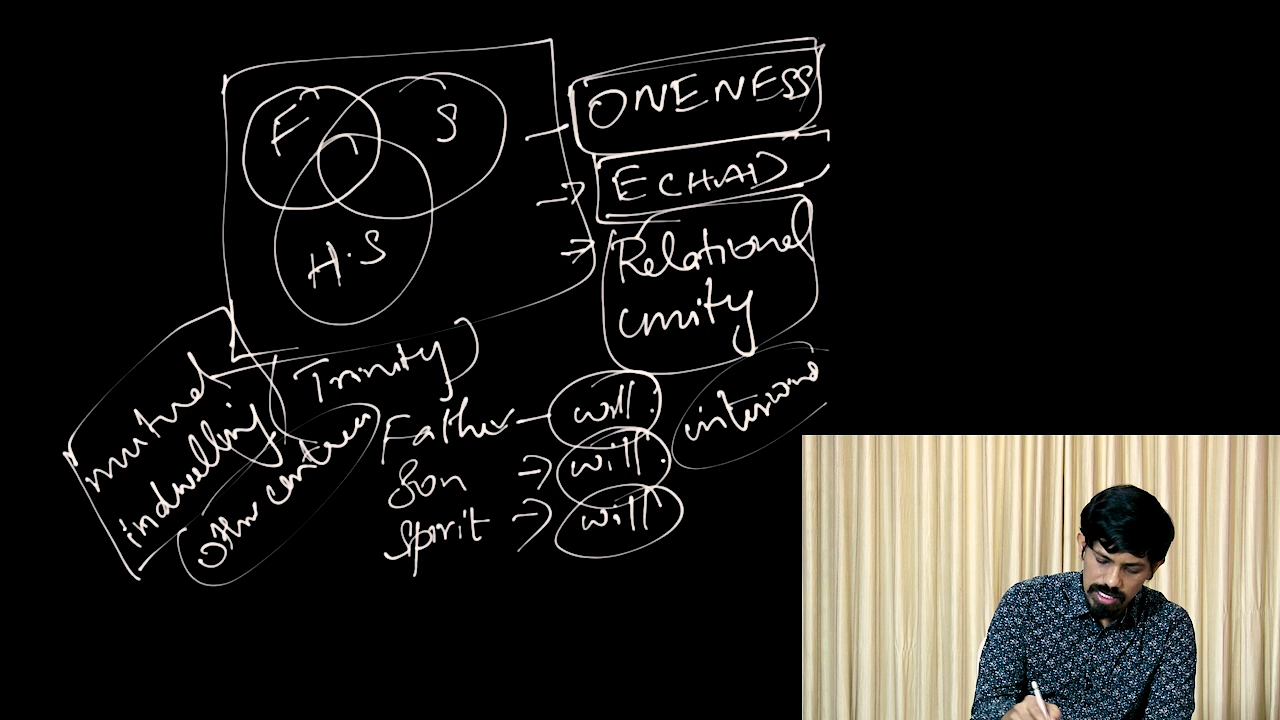 F
S
H.S
ONENESS
ECHAD
Relational
unity
Trinity
mutual
indwelling
other centred
Father – will
Son → will
Spirit → will